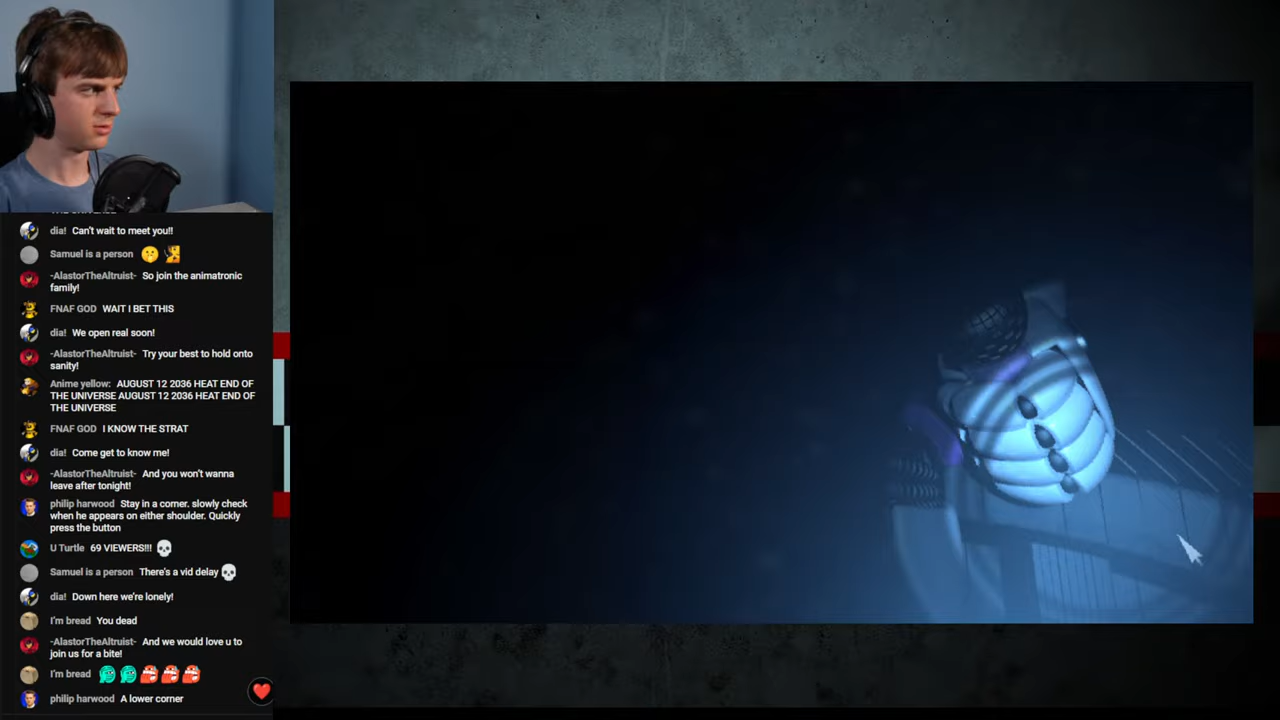 THE UNIVERSE
dia! Can't wait to meet you!!
Samuel is a person
-AlastorTheAltruist- So join the animatronic
family!
FNAF GOD WAIT I BET THIS
dia! We open real soon!
-AlastorTheAltruist- Try your best to hold onto
sanity!
Anime yellow: AUGUST 12 2036 HEAT END OF
THE UNIVERSE AUGUST 12 2036 HEAT END OF
THE UNIVERSE
FNAF GOD I KNOW THE STRAT
dia! Come get to know me!
-AlastorTheAltruist- And you won't wanna
leave after tonight!
philip harwood Stay in a corner. slowly check
when he appears on either shoulder. Quickly
press the button
U Turtle 69 VIEWERS!!! 💀
Samuel is a person There's a vid delay 💀
dia! Down here we're lonely!
I'm bread You dead
-AlastorTheAltruist- And we would love u to
join us for a bite!
I'm bread
philip harwood A lower corner